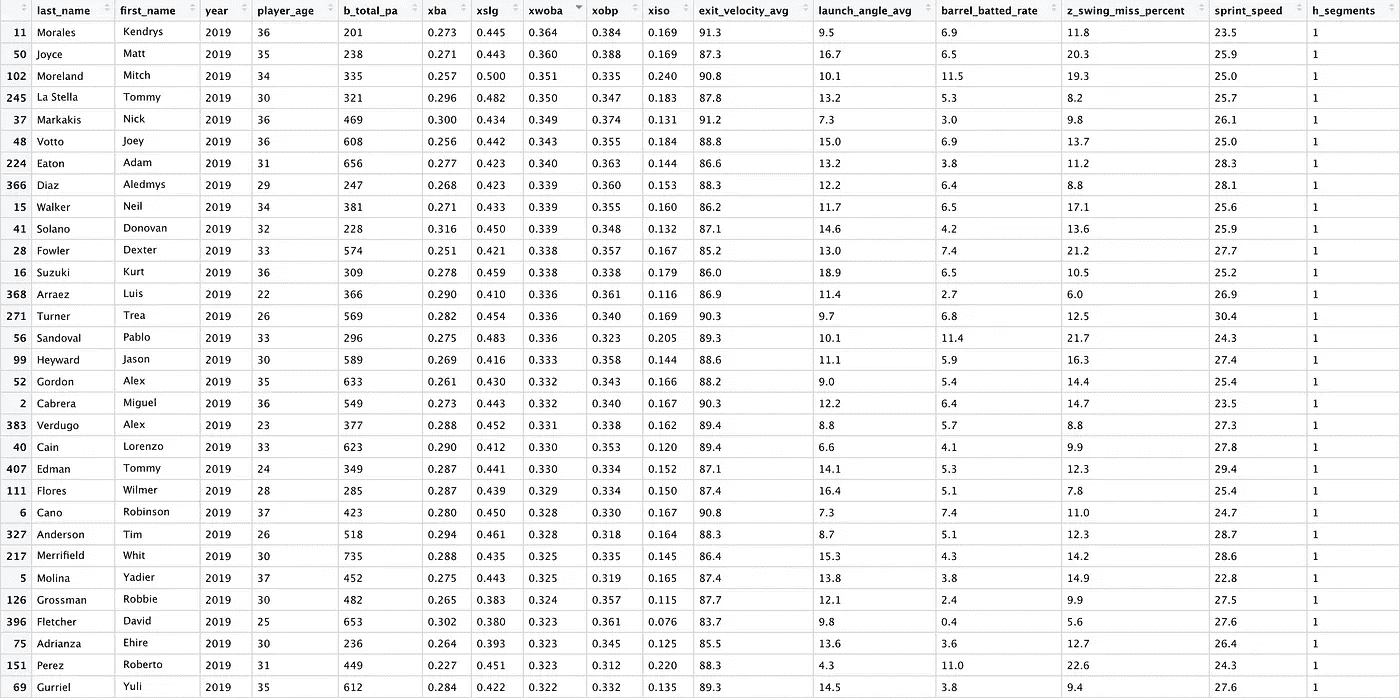 last_name first_name year player_age b_total_pa xba xslg xwoba xobp xiso exit_velocity_avg launch_angle_avg barrel_batted_rate z_swing_miss_percent sprint_speed h_segments
11 Morales Kendrys 2019 36 201 0.273 0.445 0.364 0.384 0.169 91.3 9.5 6.9 11.8 23.5 1
50 Joyce Matt 2019 35 238 0.271 0.443 0.360 0.388 0.169 87.3 16.7 6.5 20.3 25.9 1
102 Moreland Mitch 2019 34 335 0.257 0.500 0.351 0.335 0.240 90.8 10.1 11.5 19.3 25.0 1
245 La Stella Tommy 2019 30 321 0.296 0.482 0.350 0.347 0.183 87.8 13.2 5.3 8.2 25.7 1
37 Markakis Nick 2019 36 469 0.300 0.434 0.349 0.374 0.131 91.2 7.3 3.0 9.8 26.1 1
48 Votto Joey 2019 36 608 0.256 0.442 0.343 0.355 0.184 88.8 15.0 6.9 13.7 25.0 1
224 Eaton Adam 2019 31 656 0.277 0.423 0.340 0.363 0.144 86.6 13.2 3.8 11.2 28.3 1
366 Diaz Aledmys 2019 29 247 0.268 0.423 0.339 0.360 0.153 88.3 12.2 6.4 8.8 28.1 1
15 Walker Neil 2019 34 381 0.271 0.433 0.339 0.355 0.160 86.2 11.7 6.5 17.1 25.6 1
41 Solano Donovan 2019 32 228 0.316 0.450 0.339 0.348 0.132 87.1 14.6 4.2 13.6 25.9 1
28 Fowler Dexter 2019 33 574 0.251 0.421 0.338 0.357 0.167 85.2 13.0 7.4 21.2 27.7 1
16 Suzuki Kurt 2019 36 309 0.278 0.459 0.338 0.338 0.179 86.0 18.9 6.5 10.5 25.2 1
368 Arraez Luis 2019 22 366 0.290 0.410 0.336 0.361 0.116 86.9 11.4 2.7 6.0 26.9 1
271 Turner Trea 2019 26 569 0.282 0.454 0.336 0.340 0.169 90.3 9.7 6.8 12.5 30.4 1
56 Sandoval Pablo 2019 33 296 0.275 0.483 0.336 0.323 0.205 89.3 10.1 11.4 21.7 24.3 1
99 Heyward Jason 2019 30 589 0.269 0.416 0.333 0.358 0.144 88.6 11.1 5.9 16.3 27.4 1
52 Gordon Alex 2019 35 633 0.261 0.430 0.332 0.343 0.166 88.2 9.0 5.4 14.4 25.4 1
2 Cabrera Miguel 2019 36 549 0.273 0.443 0.332 0.340 0.167 90.3 12.2 6.4 14.7 23.5 1
383 Verdugo Alex 2019 23 377 0.288 0.452 0.331 0.338 0.162 89.4 8.8 5.7 8.8 27.3 1
40 Cain Lorenzo 2019 33 623 0.290 0.412 0.330 0.353 0.120 89.4 6.6 4.1 9.9 27.8 1
407 Edman Tommy 2019 24 349 0.287 0.441 0.330 0.334 0.152 87.1 14.1 5.3 12.3 29.4 1
111 Flores Wilmer 2019 28 285 0.287 0.439 0.329 0.334 0.150 87.4 16.4 5.1 7.8 25.4 1
6 Cano Robinson 2019 37 423 0.280 0.450 0.328 0.330 0.167 90.8 7.3 7.4 11.0 24.7 1
327 Anderson Tim 2019 26 518 0.294 0.461 0.328 0.318 0.164 88.3 8.7 5.1 12.3 28.7 1
217 Merrifield Whit 2019 30 735 0.288 0.435 0.325 0.335 0.145 86.4 15.3 4.3 14.2 28.6 1
5 Molina Yadier 2019 37 452 0.275 0.443 0.325 0.319 0.165 87.4 13.8 3.8 14.9 22.8 1
126 Grossman Robbie 2019 30 482 0.265 0.383 0.324 0.357 0.115 87.7 12.1 2.4 9.9 27.5 1
396 Fletcher David 2019 25 653 0.302 0.380 0.323 0.361 0.076 83.7 9.8 0.4 5.6 27.6 1
75 Adrianza Ehire 2019 30 236 0.264 0.393 0.323 0.345 0.125 85.5 13.6 3.6 12.7 26.4 1
151 Perez Roberto 2019 31 449 0.227 0.451 0.323 0.312 0.220 88.3 4.3 11.0 22.6 24.3 1
69 Gurriel Yuli 2019 35 612 0.284 0.422 0.322 0.332 0.135 89.3 14.5 3.8 9.4 27.6 1